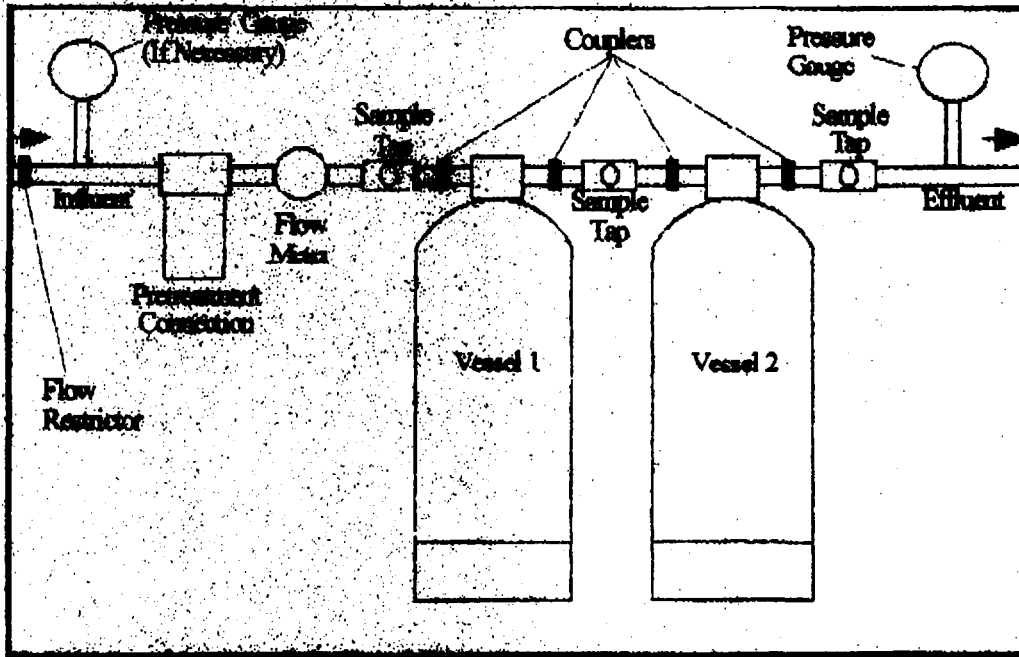 Pressure Gauge
(If Necessary)
Couplers
Pressure
Gouge
Sample
Tap
Sample
Tap
Influent
Flow
Meter
Sample
Tap
Effluent
Pretreatment
Connection
Vessel 1
Vessel 2
Flow
Restrictor